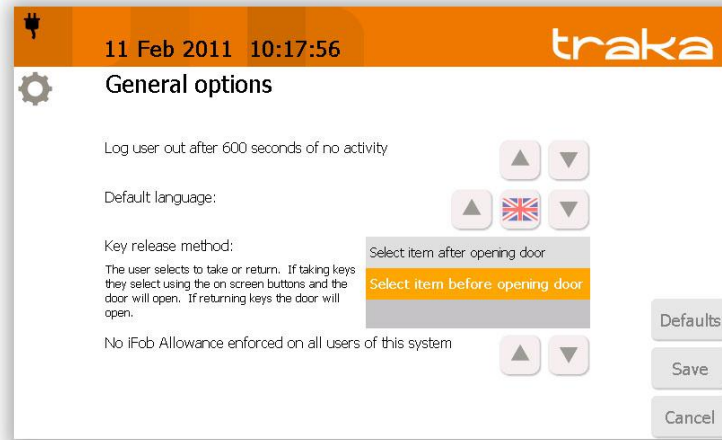 11 Feb 2011 10:17:56
traka
General options
Log user out after 600 seconds of no activity
Default language:
Key release method:
The user selects to take or return. If taking keys
they select using the on screen buttons and the
door will open. If returning keys the door will
open.
Select item after opening door
Select item before opening door
No iFob Allowance enforced on all users of this system
Defaults
Save
Cancel